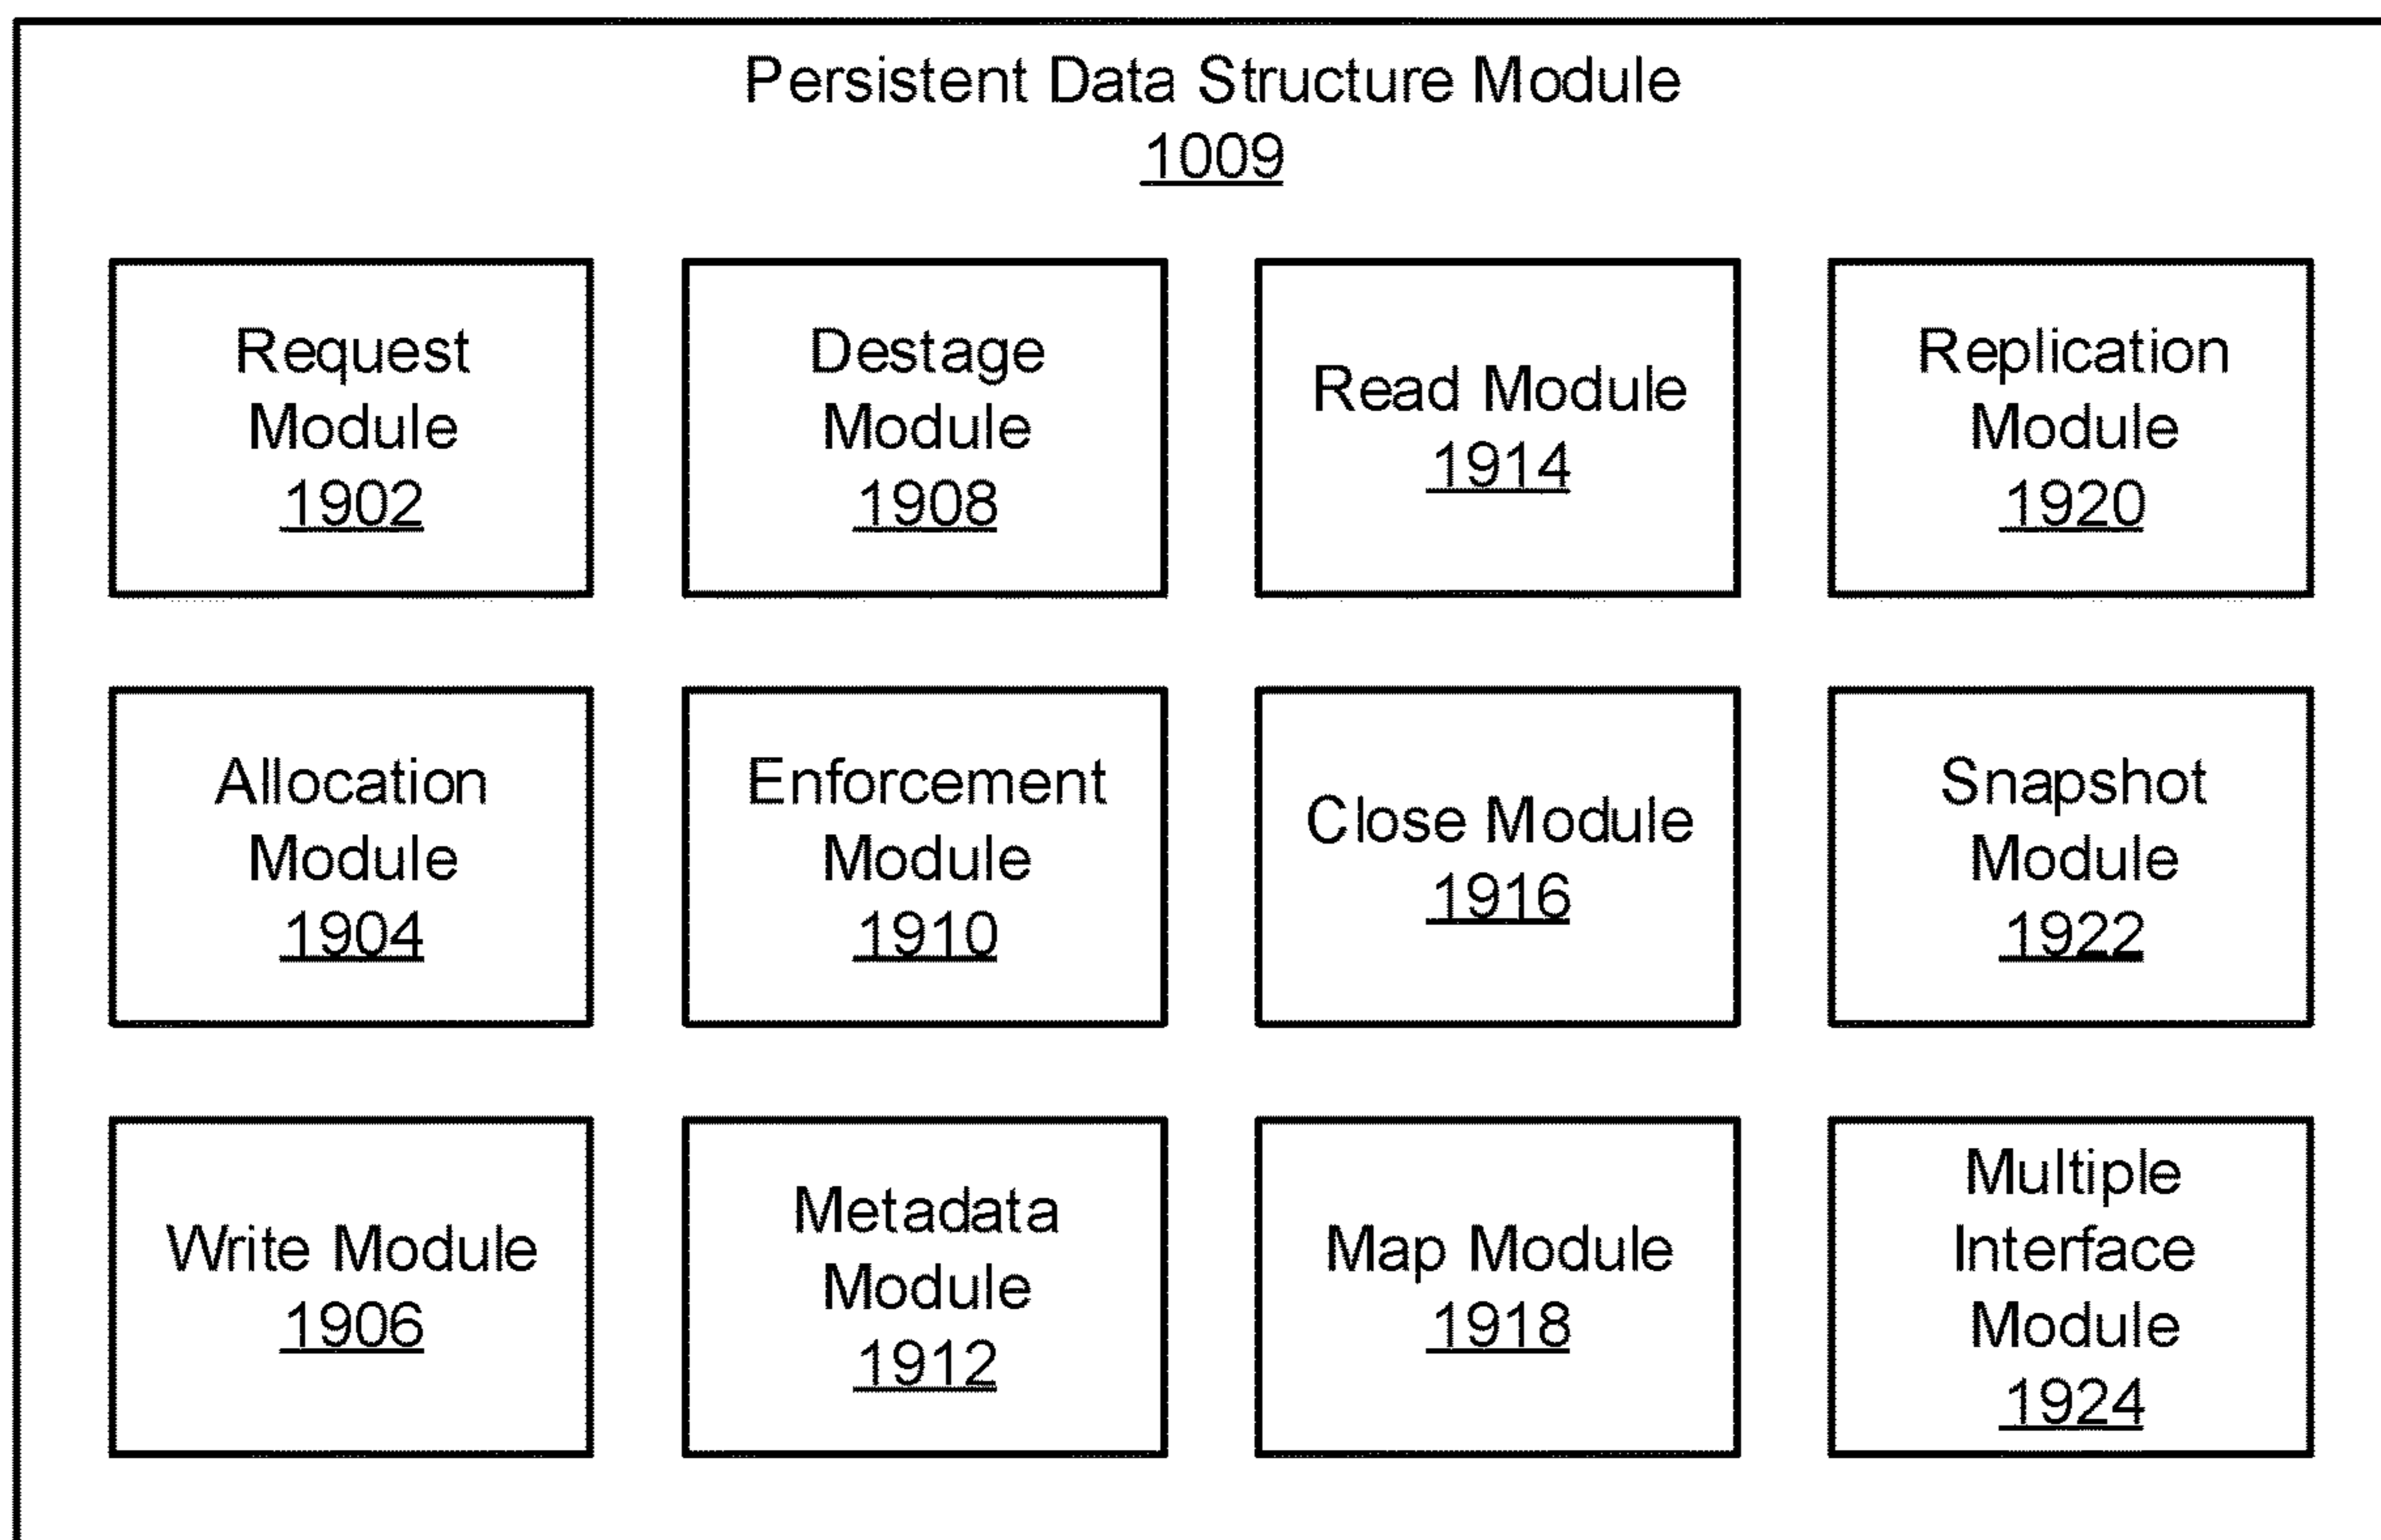 Persistent Data Structure Module
1009
Request
Module
1902
Destage
Module
1908
Read Module
1914
Replication
Module
1920
Allocation
Module
1904
Enforcement
Module
1910
Close Module
1916
Snapshot
Module
1922
Write Module
1906
Metadata
Module
1912
Map Module
1918
Multiple
Interface
Module
1924